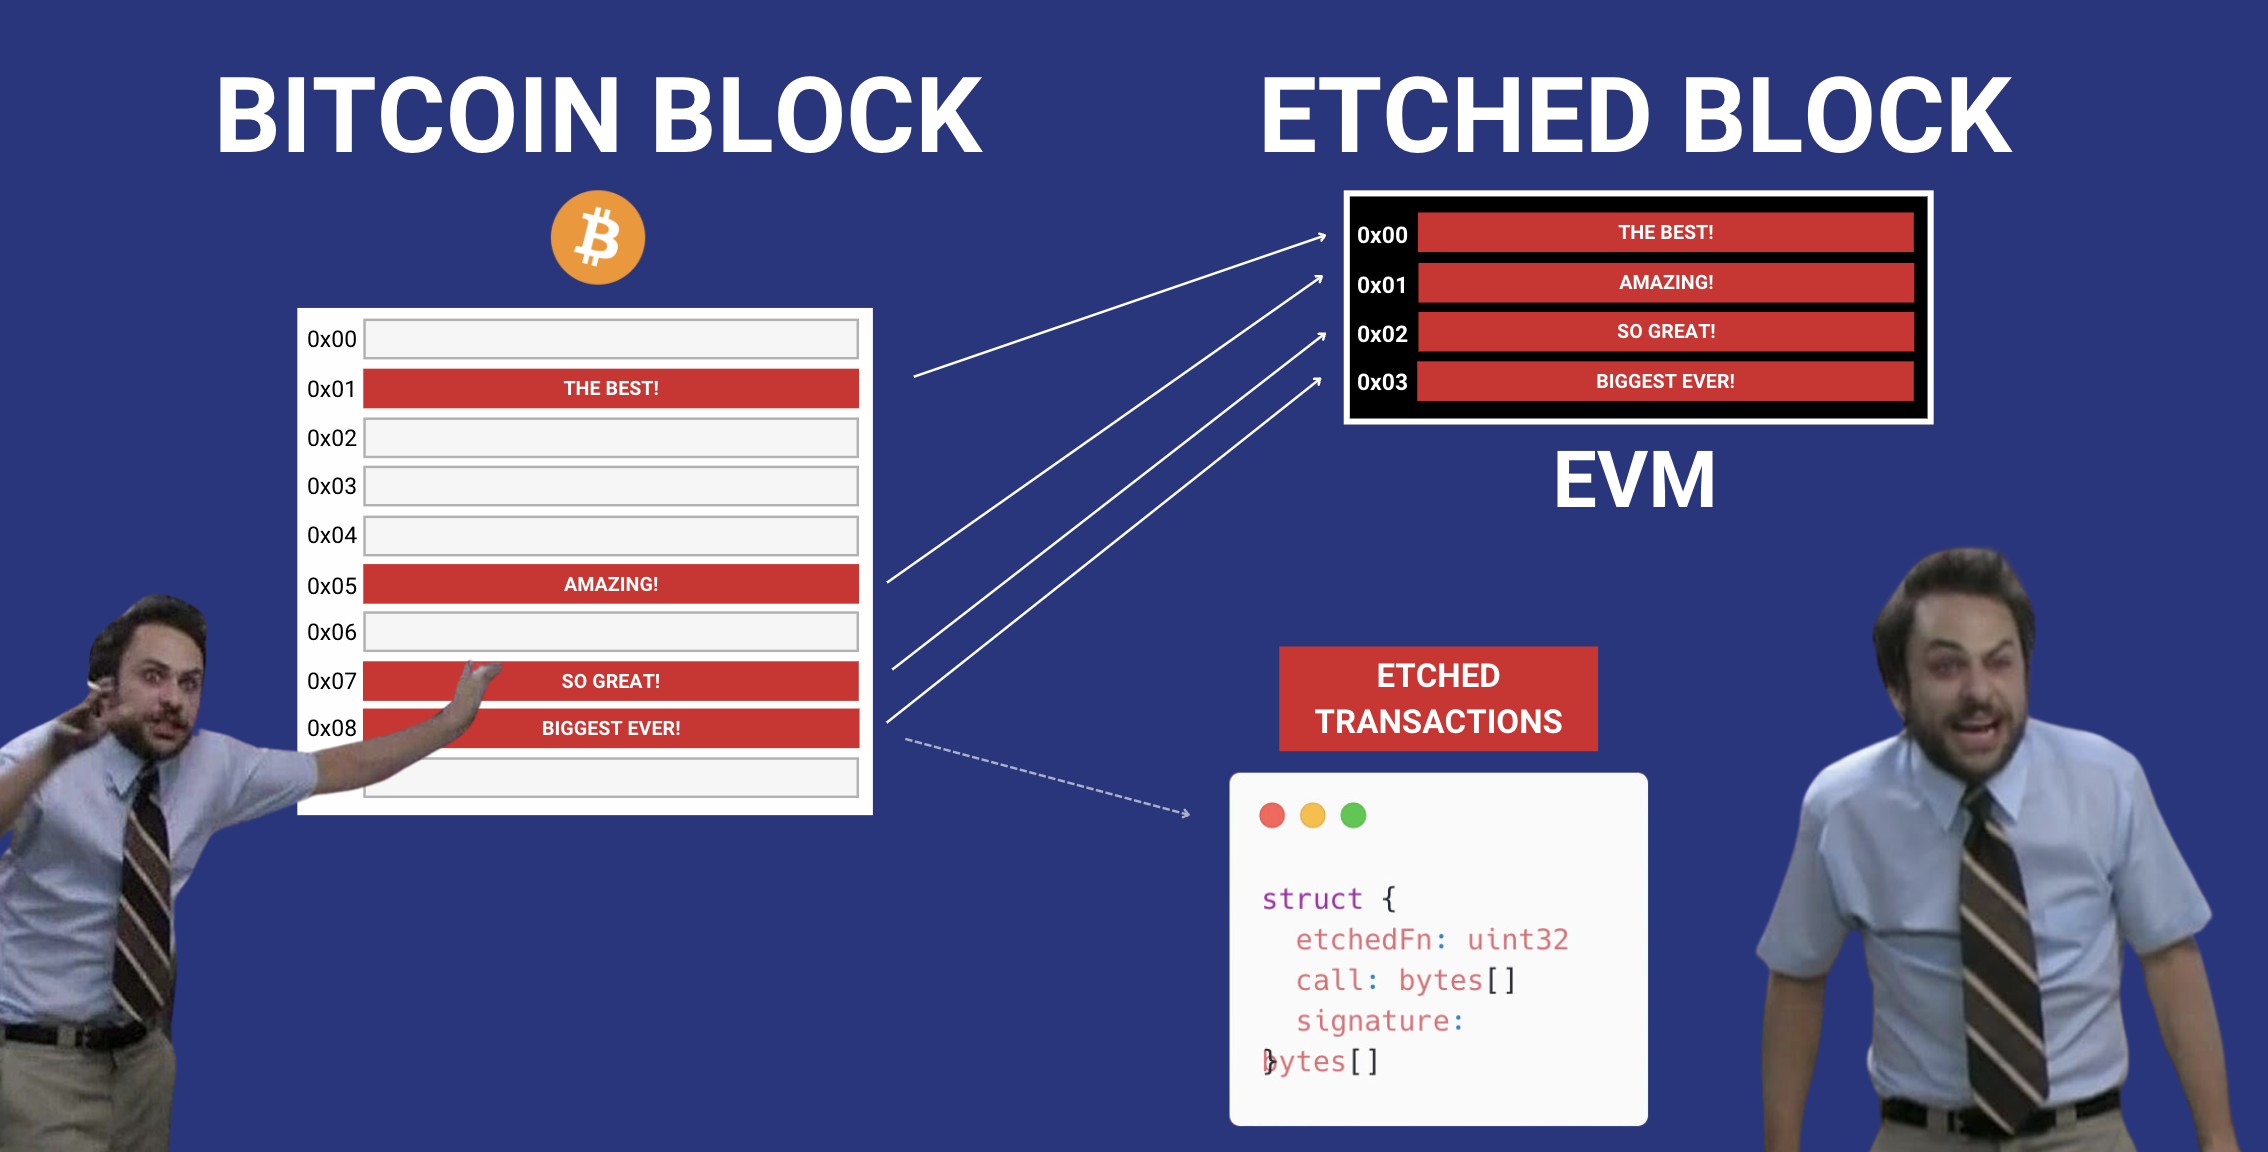 BITCOIN BLOCK
0x00
0x01 THE BEST!
0x02
0x03
0x04
0x05 AMAZING!
0x06
0x07 SO GREAT!
0x08 BIGGEST EVER!
ETCHED BLOCK
0x00 THE BEST!
0x01 AMAZING!
0x02 SO GREAT!
0x03 BIGGEST EVER!
EVM
ETCHED
TRANSACTIONS
struct {
etchedFn: uint32
call: bytes[]
signature:
bytes[]
}